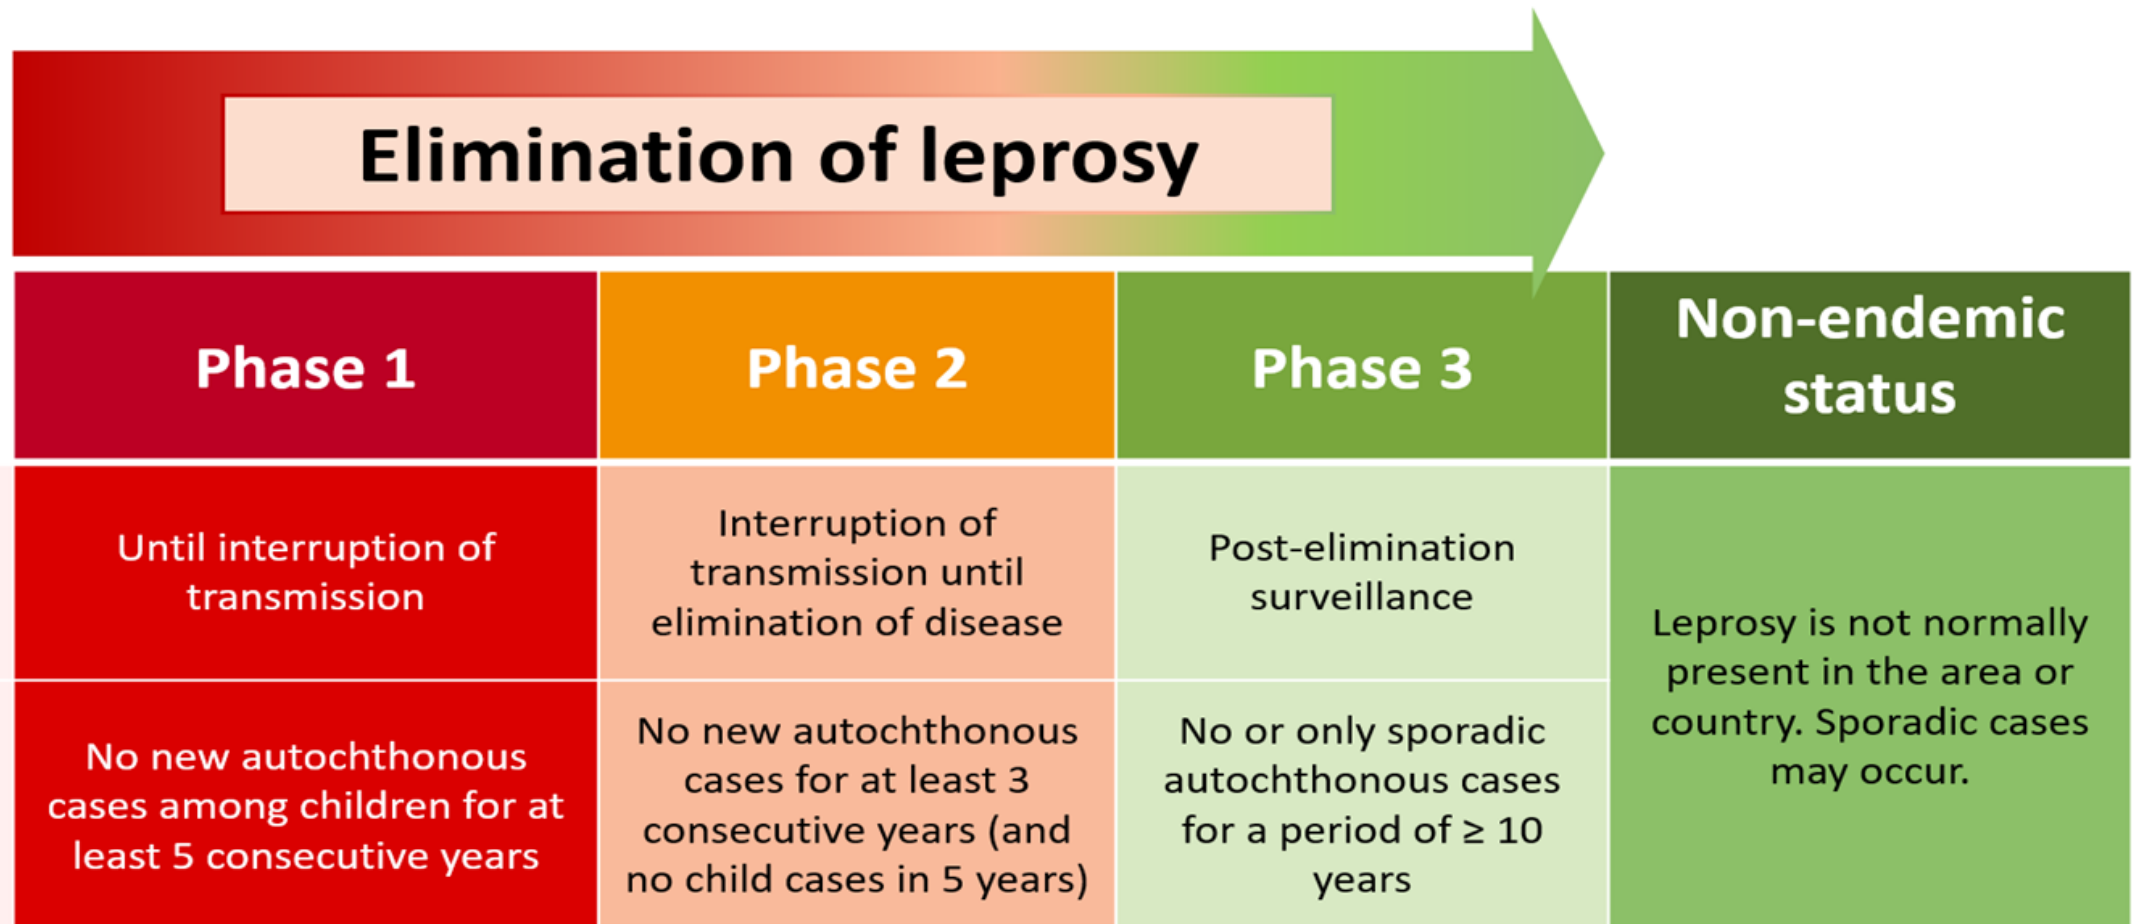 Elimination of leprosy
Phase 1
Phase 2
Phase 3
Non-endemic
status
Until interruption of
transmission
Interruption of
transmission until
elimination of disease
Post-elimination
surveillance
Leprosy is not normally
present in the area or
country. Sporadic cases
may occur.
No new autochthonous
cases among children for at
least 5 consecutive years
No new autochthonous
cases for at least 3
consecutive years (and
no child cases in 5 years)
No or only sporadic
autochthonous cases
for a period of ≥ 10
years